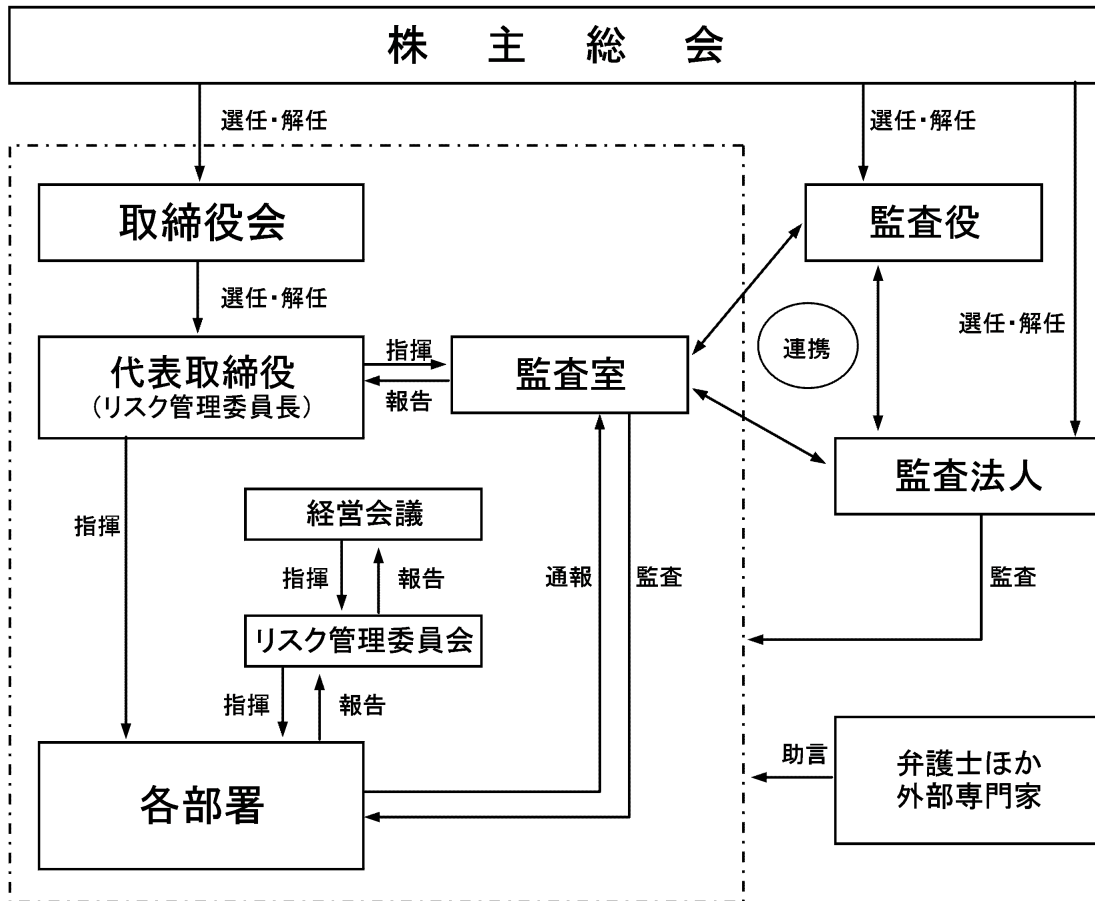 株主総会
選任・解任
選任・解任
取締役会
監査役
選任・解任
選任・解任
連携
代表取締役
(リスク管理委員長)
指揮
報告
監査室
監査法人
指揮
経営会議
指揮
報告
通報
監査
監査
リスク管理委員会
指揮
報告
各部署
助言
弁護士ほか
外部専門家